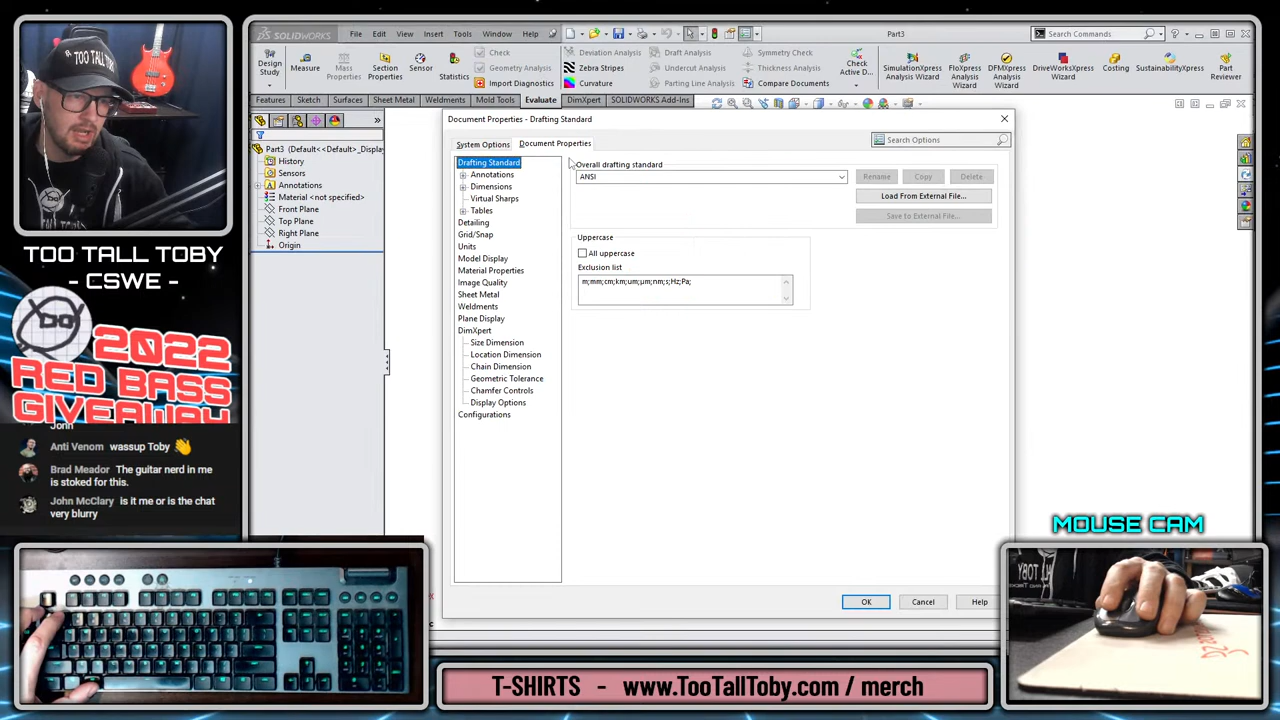 TOO TALL TOBY
TOO TALL TOBY
- CSWE -
2022
RED BASS
GIVEAWAY
John
Anti Venom wassup Toby 👋
Brad Meador The guitar nerd in me
is stoked for this.
John McClary is it me or is the chat
very blurry
SOLIDWORKS
File
Edit
View
Insert
Tools
Window
Help
Part3
Search Commands
Design
Study
Measure
Mass
Properties
Section
Properties
Sensor
Statistics
Check
Geometry Analysis
Import Diagnostics
Deviation Analysis
Zebra Stripes
Curvature
Draft Analysis
Undercut Analysis
Parting Line Analysis
Symmetry Check
Thickness Analysis
Compare Documents
Check
Active D...
SimulationXpress
Analysis Wizard
FloXpress
Analysis
Wizard
DFMXpress
Analysis
Wizard
DriveWorksXpress
Wizard
Costing
SustainabilityXpress
Part
Reviewer
Features
Sketch
Surfaces
Sheet Metal
Weldments
Mold Tools
Evaluate
DimXpert
SOLIDWORKS Add-Ins
Part3 (Default<<Default>_Display
History
Sensors
Annotations
Material <not specified>
Front Plane
Top Plane
Right Plane
Origin
Document Properties - Drafting Standard
System Options
Document Properties
Search Options
Drafting Standard
Annotations
Dimensions
Virtual Sharps
Tables
Detailing
Grid/Snap
Units
Model Display
Material Properties
Image Quality
Sheet Metal
Weldments
Plane Display
DimXpert
Size Dimension
Location Dimension
Chain Dimension
Geometric Tolerance
Chamfer Controls
Display Options
Configurations
Overall drafting standard
ANSI
Rename
Copy
Delete
Load From External File...
Save to External File...
Uppercase
All uppercase
Exclusion list
m;mm;cm;km;um;µm;nm;s;Hz;Pa;
OK
Cancel
Help
MOUSE CAM
T-SHIRTS - www.TooTallToby.com / merch